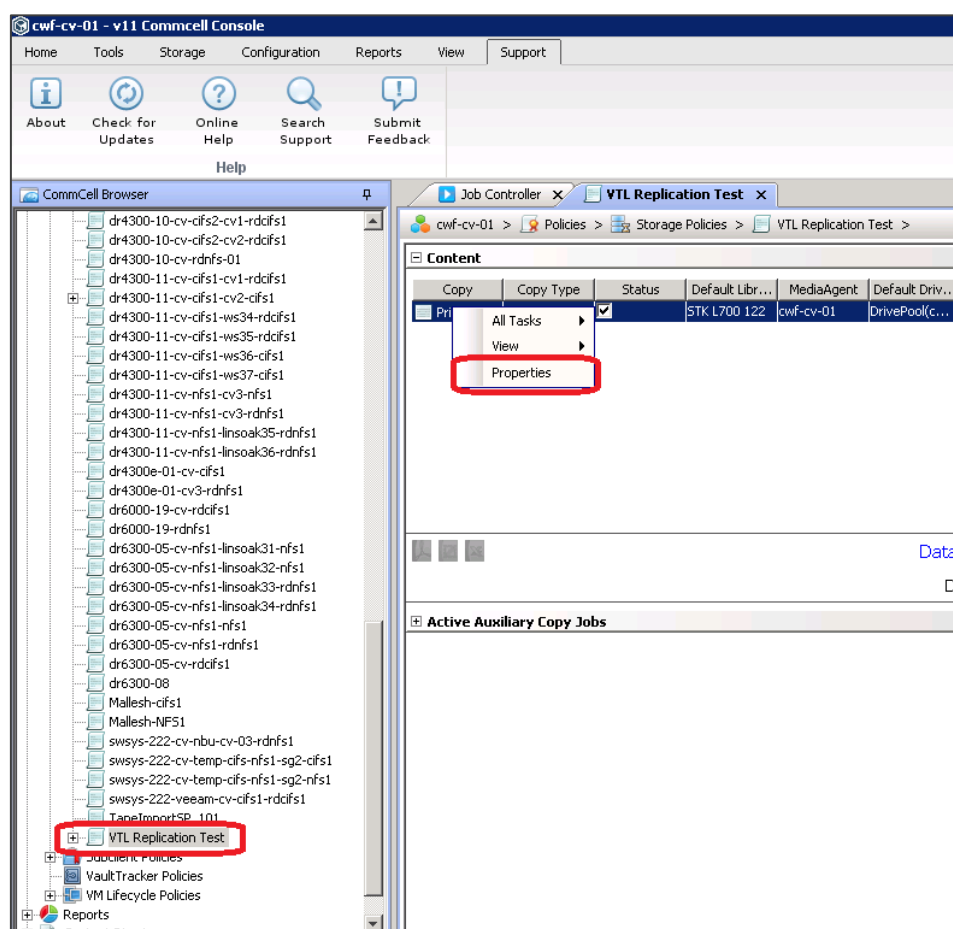 cwf-cv-01 - v11 Commcell Console
Home Tools Storage Configuration Reports View Support
About Check for Updates Online Help Search Support Submit Feedback
Help
CommCell Browser
dr4300-10-cv-cifs2-cv1-rdcifs1
dr4300-10-cv-cifs2-cv2-rdcifs1
dr4300-10-cv-rdnfs-01
dr4300-11-cv-cifs1-cv1-rdcifs1
dr4300-11-cv-cifs1-cv2-cifs1
dr4300-11-cv-cifs1-ws34-rdcifs1
dr4300-11-cv-cifs1-ws35-rdcifs1
dr4300-11-cv-cifs1-ws36-cifs1
dr4300-11-cv-cifs1-ws37-cifs1
dr4300-11-cv-nfs1-cv3-nfs1
dr4300-11-cv-nfs1-cv3-rdnfs1
dr4300-11-cv-nfs1-linsoak35-rdnfs1
dr4300-11-cv-nfs1-linsoak36-rdnfs1
dr4300e-01-cv-cifs1
dr4300e-01-cv3-rdnfs1
dr6000-19-cv-rdcifs1
dr6000-19-rdnfs1
dr6300-05-cv-nfs1-linsoak31-nfs1
dr6300-05-cv-nfs1-linsoak32-nfs1
dr6300-05-cv-nfs1-linsoak33-rdnfs1
dr6300-05-cv-nfs1-linsoak34-rdnfs1
dr6300-05-cv-nfs1-nfs1
dr6300-05-cv-nfs1-rdnfs1
dr6300-05-cv-rdcifs1
dr6300-08
Mallesh-cifs1
Mallesh-NFS1
swsys-222-cv-nbu-cv-03-rdnfs1
swsys-222-cv-temp-cifs-nfs1-sg2-cifs1
swsys-222-cv-temp-cifs-nfs1-sg2-nfs1
swsys-222-veeam-cv-cifs1-rdcifs1
TapeImportSP_101
VTL Replication Test
Subclient Policies
VaultTracker Policies
VM Lifecycle Policies
Reports
Job Controller VTL Replication Test
cwf-cv-01 > Policies > Storage Policies > VTL Replication Test >
Content
Copy Copy Type Status Default Libr... MediaAgent Default Driv...
Pri STK L700 122 cwf-cv-01 DrivePool(c...
All Tasks
View
Properties
Data
D
Active Auxiliary Copy Jobs